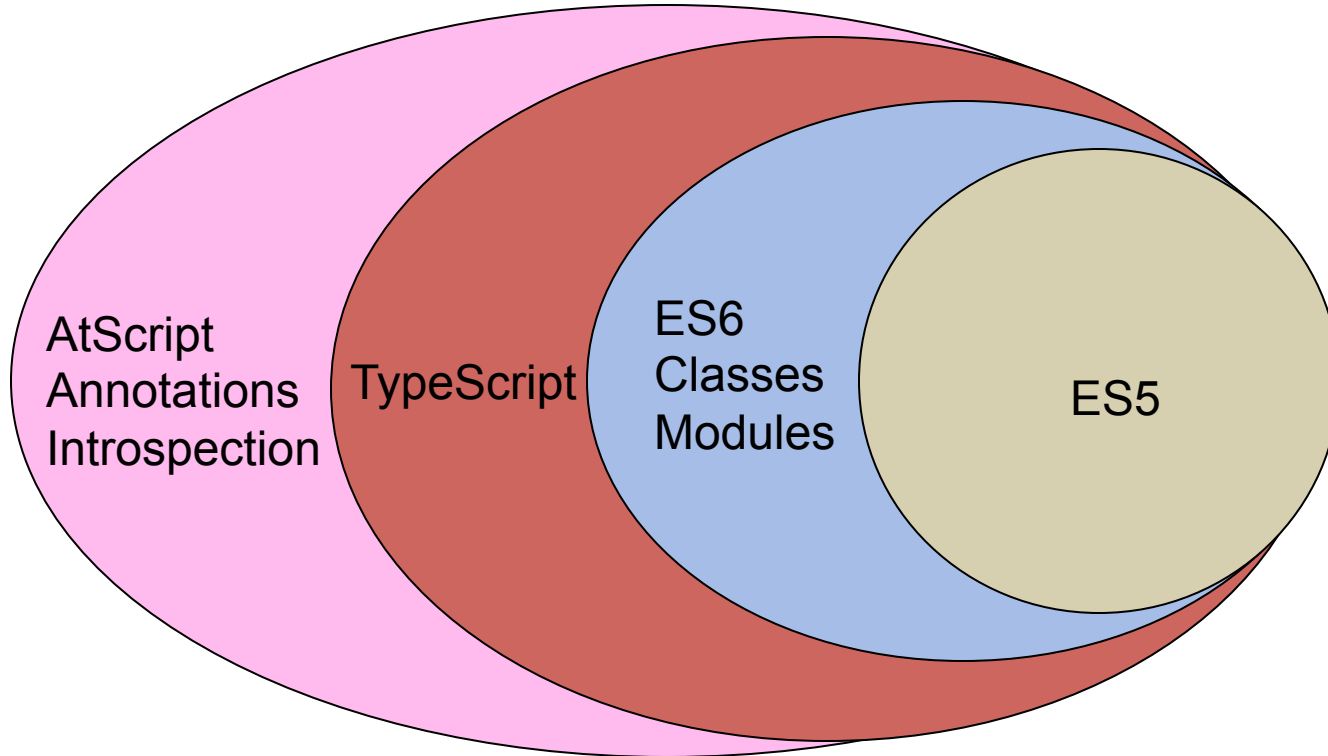 AtScript
Annotations
Introspection
TypeScript
ES6
Classes
Modules
ES5